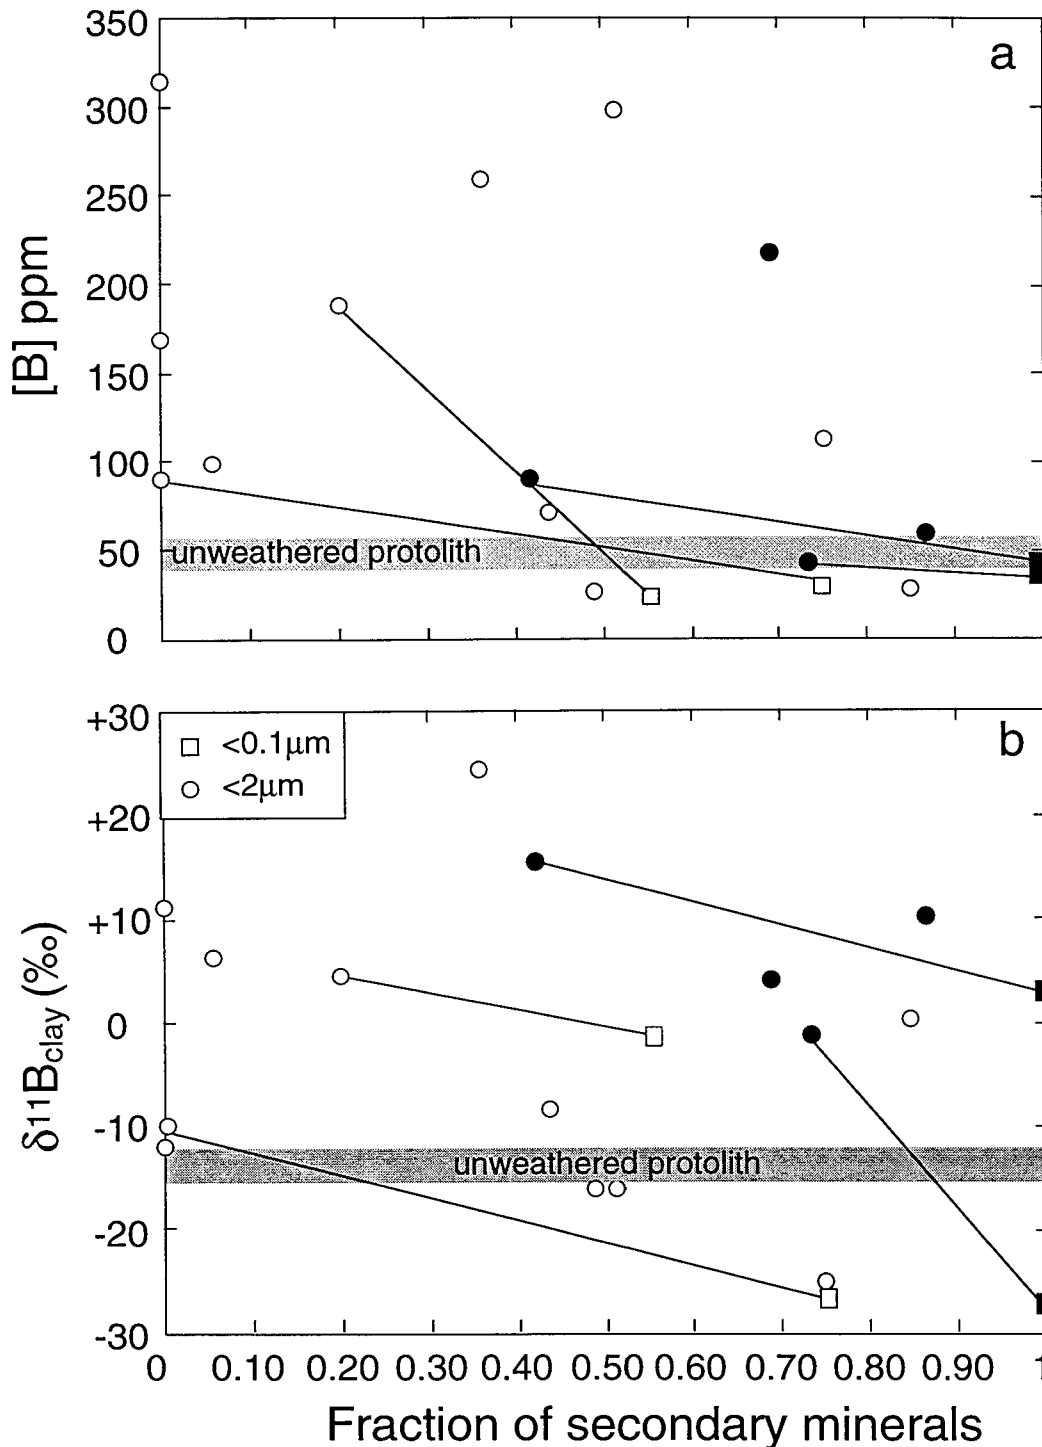 a
[B] ppm
350
300
250
200
150
100
50
0
unweathered protolith
b
δ11Bclay (‰)
+30
+20
+10
0
-10
-20
-30
<0.1μm
<2μm
unweathered protolith
0 0.10 0.20 0.30 0.40 0.50 0.60 0.70 0.80 0.90 1
Fraction of secondary minerals